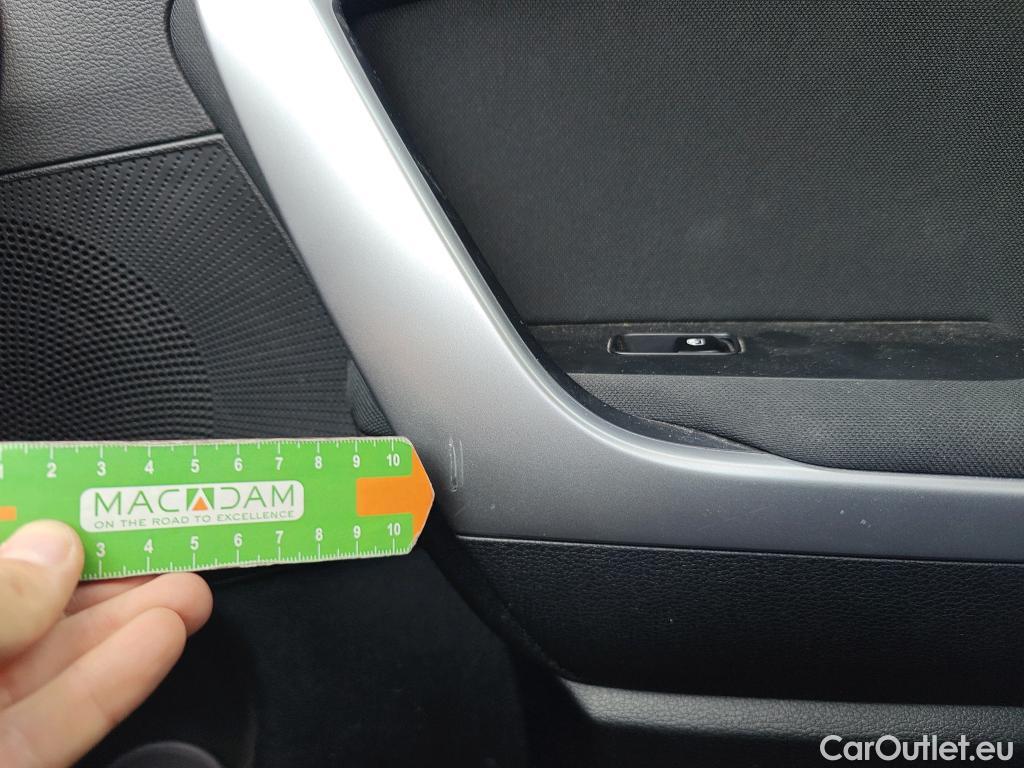 1 2 3 4 5 6 7 8 9 10
MACADAM
ON THE ROAD TO EXCELLENCE
3 4 5 6 7 8 9 10
CarOutlet.eu